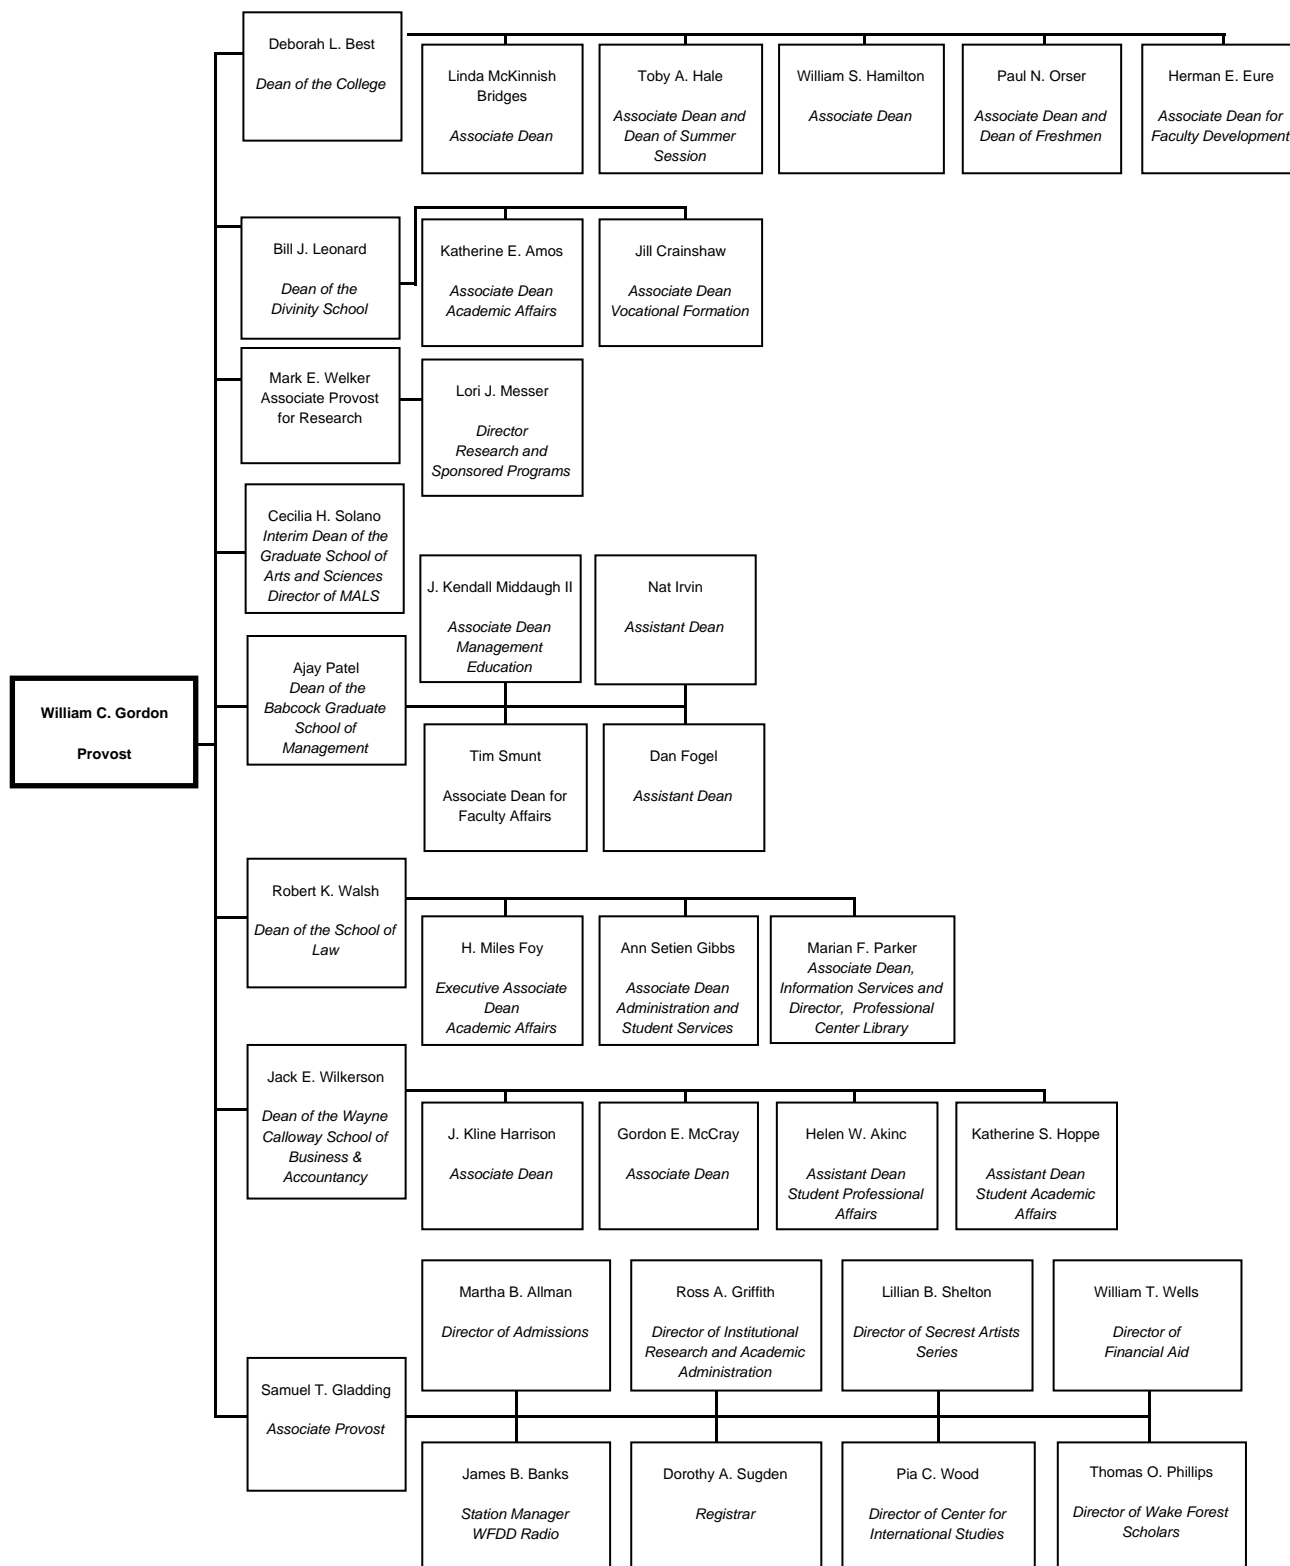 Deborah L. Best
Dean of the College
Linda McKinnish
Bridges
Associate Dean
Toby A. Hale
Associate Dean and
Dean of Summer
Session
William S. Hamilton
Associate Dean
Paul N. Orser
Associate Dean and
Dean of Freshmen
Herman E. Eure
Associate Dean for
Faculty Development
Bill J. Leonard
Dean of the
Divinity School
Katherine E. Amos
Associate Dean
Academic Affairs
Jill Crainshaw
Associate Dean
Vocational Formation
Mark E. Welker
Associate Provost
for Research
Lori J. Messer
Director
Research and
Sponsored Programs
Cecilia H. Solano
Interim Dean of the
Graduate School of
Arts and Sciences
Director of MALS
J. Kendall Middaugh II
Associate Dean
Management
Education
Nat Irvin
Assistant Dean
William C. Gordon
Provost
Ajay Patel
Dean of the
Babcock Graduate
School of
Management
Tim Smunt
Associate Dean for
Faculty Affairs
Dan Fogel
Assistant Dean
Robert K. Walsh
Dean of the School of
Law
H. Miles Foy
Executive Associate
Dean
Academic Affairs
Ann Setien Gibbs
Associate Dean
Administration and
Student Services
Marian F. Parker
Associate Dean,
Information Services and
Director, Professional
Center Library
Jack E. Wilkerson
Dean of the Wayne
Calloway School of
Business &
Accountancy
J. Kline Harrison
Associate Dean
Gordon E. McCray
Associate Dean
Helen W. Akinc
Assistant Dean
Student Professional
Affairs
Katherine S. Hoppe
Assistant Dean
Student Academic
Affairs
Martha B. Allman
Director of Admissions
Ross A. Griffith
Director of Institutional
Research and Academic
Administration
Lillian B. Shelton
Director of Secrest Artists
Series
William T. Wells
Director of
Financial Aid
Samuel T. Gladding
Associate Provost
James B. Banks
Station Manager
WFDD Radio
Dorothy A. Sugden
Registrar
Pia C. Wood
Director of Center for
International Studies
Thomas O. Phillips
Director of Wake Forest
Scholars